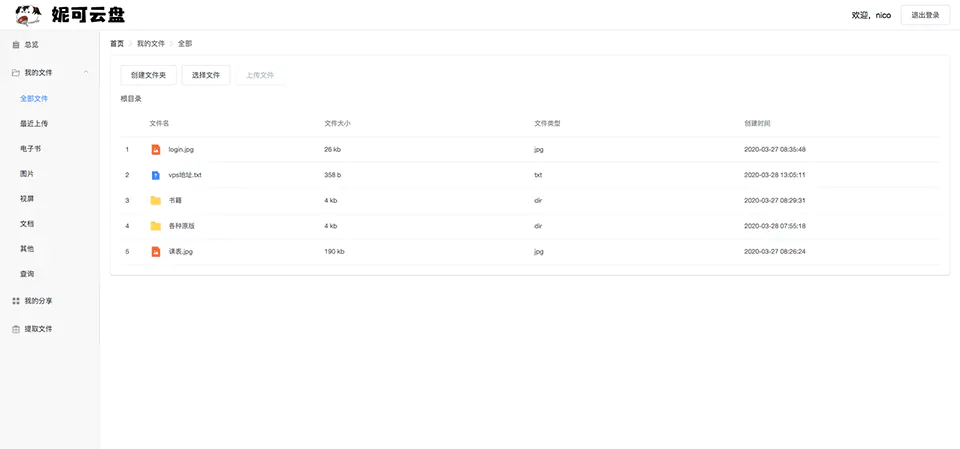 妮可云盘
欢迎，nico 退出登录
总览
我的文件
全部文件
最近上传
电子书
图片
视屏
文档
其他
查询
我的分享
提取文件
首页 我的文件 全部
创建文件夹 选择文件 上传文件
根目录
文件名 文件大小 文件类型 创建时间
1 login.jpg 26 kb jpg 2020-03-27 08:35:48
2 vps地址.txt 358 b txt 2020-03-28 13:05:11
3 书籍 4 kb dir 2020-03-27 08:29:31
4 各种原版 4 kb dir 2020-03-28 07:55:18
5 课表.jpg 190 kb jpg 2020-03-27 08:26:24